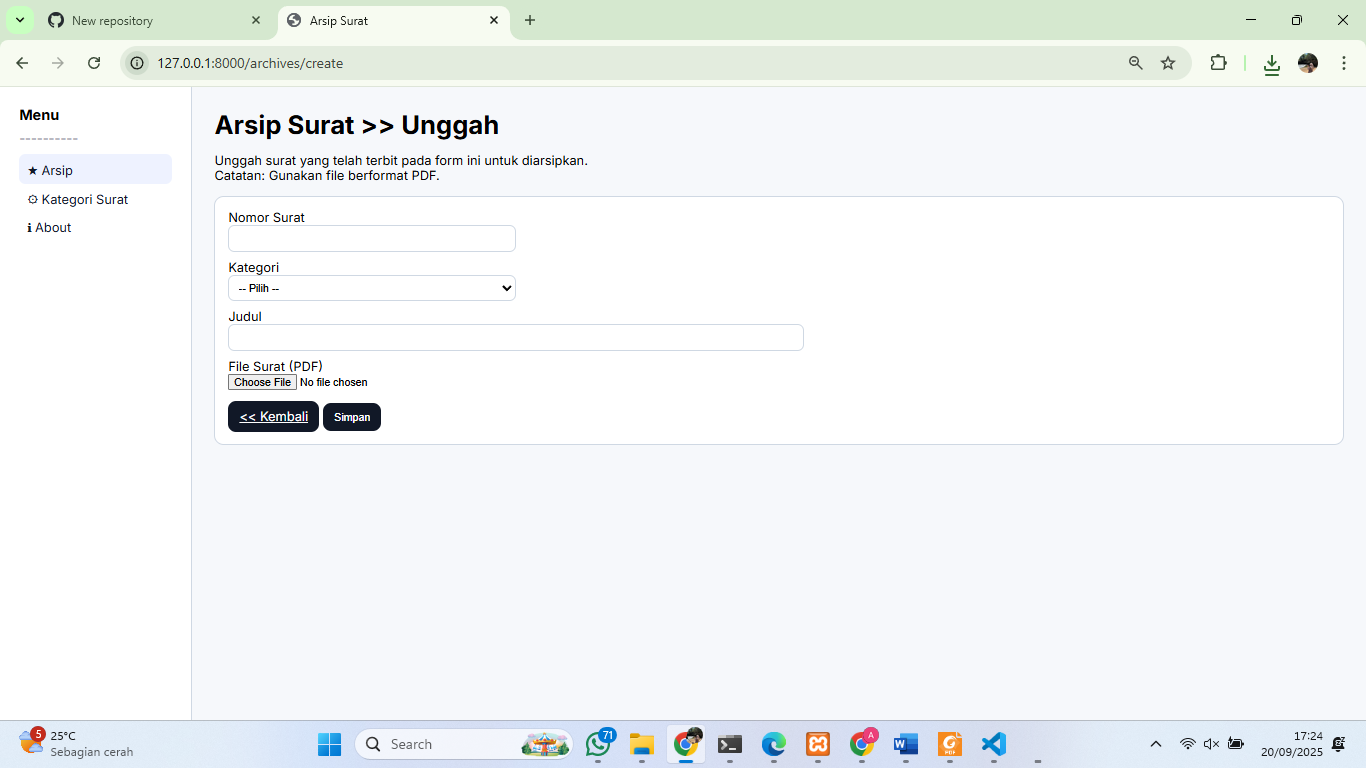 New repository
Arsip Surat
127.0.0.1:8000/archives/create
Menu
----------
★ Arsip
⚙ Kategori Surat
ℹ About
Arsip Surat >> Unggah
Unggah surat yang telah terbit pada form ini untuk diarsipkan.
Catatan: Gunakan file berformat PDF.
Nomor Surat
Kategori
-- Pilih --
Judul
File Surat (PDF)
Choose File No file chosen
<< Kembali Simpan
5
25°C
Sebagian cerah
Search
71
A
PDF
17:24
20/09/2025